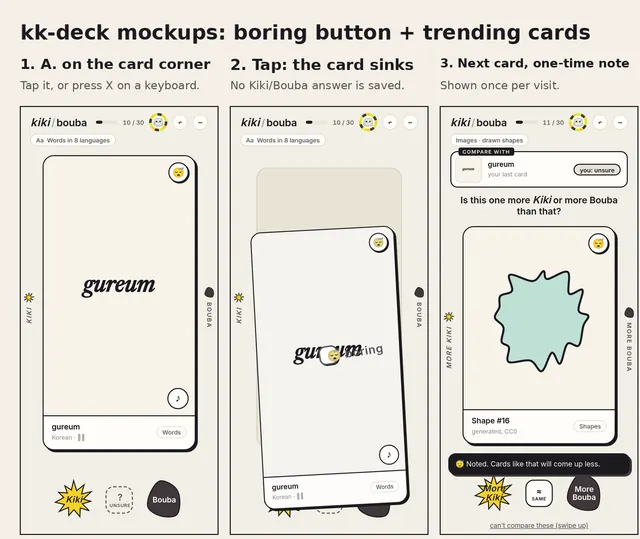 kk-deck mockups: boring button + trending cards
1. A. on the card corner
Tap it, or press X on a keyboard.
kiki/bouba
10 / 30
Aa Words in 8 languages
gureum
KIKI
BOUBA
gureum
Korean ·
Words
Kiki
?
UNSURE
Bouba
2. Tap: the card sinks
No Kiki/Bouba answer is saved.
kiki/bouba
10 / 30
Aa Words in 8 languages
KIKI
BOUBA
boring
gureum
Korean ·
Words
3. Next card, one-time note
Shown once per visit.
kiki/bouba
11 / 30
Images · drawn shapes
COMPARE WITH
gureum
gureum
your last card
you: unsure
Is this one more Kiki or more Bouba
than that?
MORE KIKI
MORE BOUBA
Shape #16
generated, CC0
Shapes
Noted. Cards like that will come up less.
More
Kiki
≈
SAME
More
Bouba
can't compare these (swipe up)